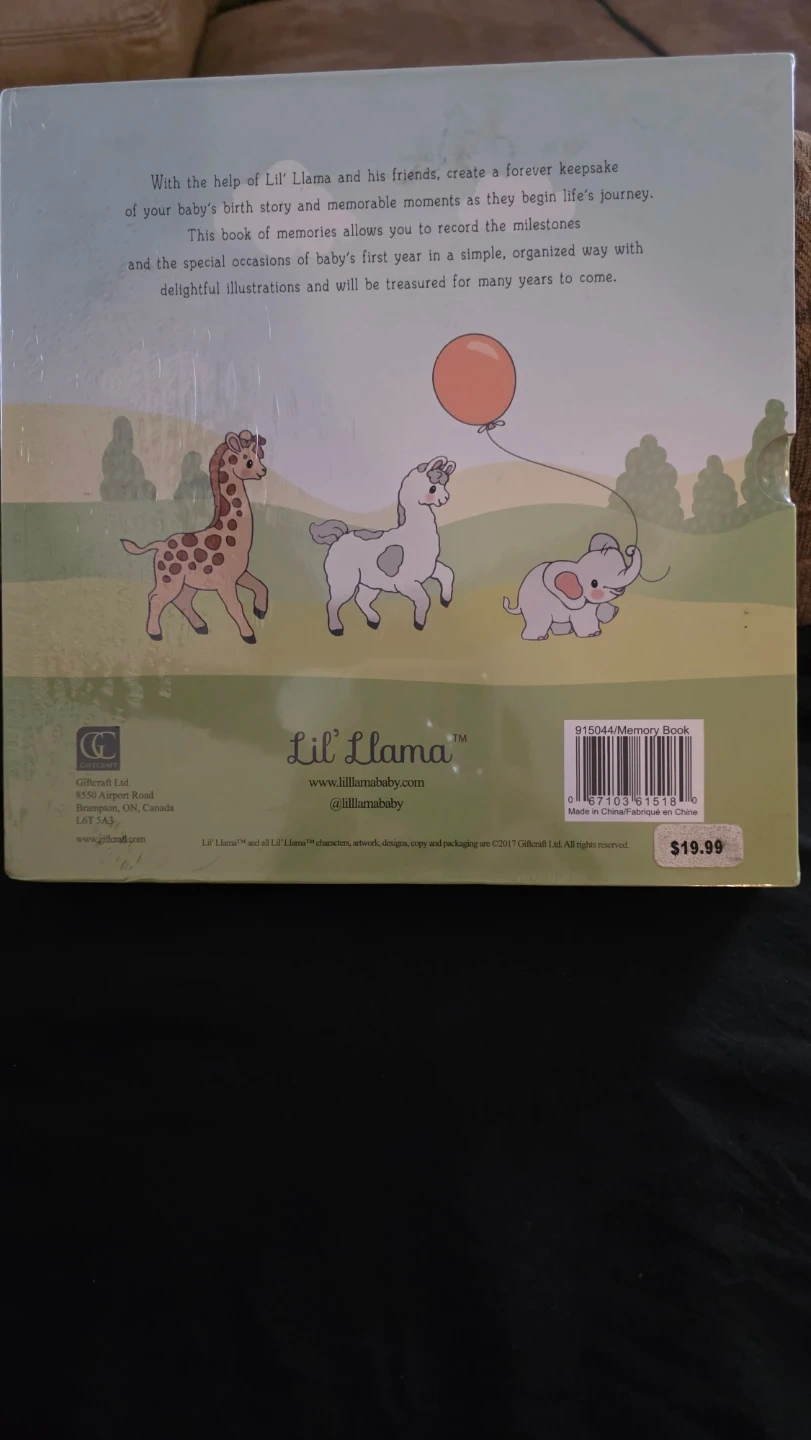 With the help of Lil' Llama and his friends, create a forever keepsake
of your baby's birth story and memorable moments as they begin life's journey.
This book of memories allows you to record the milestones
and the special occasions of baby's first year in a simple, organized way with
delightful illustrations and will be treasured for many years to come.
GC
GIFTCRAFT
Giftcraft Ltd.
8550 Airport Road
Brampton, ON, Canada
L6T 5A3
www.giftcraft.com
Lil' Llama™
www.lilllamababy.com
@lilllamababy
Lil' Llama™ and all Lil' Llama™ characters, artwork, designs, copy and packaging are ©2017 Giftcraft Ltd. All rights reserved.
915044/Memory Book
0 67103 61518 0
Made in China/Fabriqué en Chine
$19.99